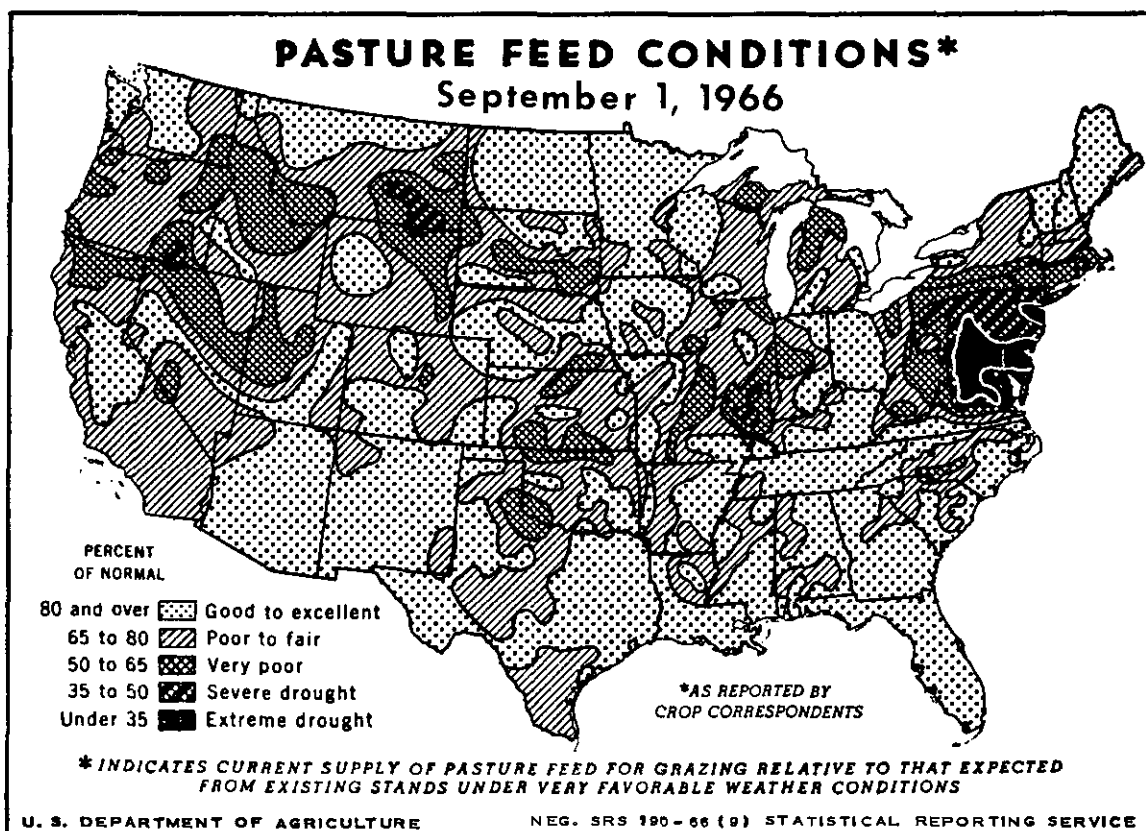 PASTURE FEED CONDITIONS*
September 1, 1966
PERCENT
OF NORMAL
80 and over Good to excellent
65 to 80 Poor to fair
50 to 65 Very poor
35 to 50 Severe drought
Under 35 Extreme drought
*AS REPORTED BY
CROP CORRESPONDENTS
* INDICATES CURRENT SUPPLY OF PASTURE FEED FOR GRAZING RELATIVE TO THAT EXPECTED
FROM EXISTING STANDS UNDER VERY FAVORABLE WEATHER CONDITIONS
U. S. DEPARTMENT OF AGRICULTURE NEG. SRS 190-66 (9) STATISTICAL REPORTING SERVICE